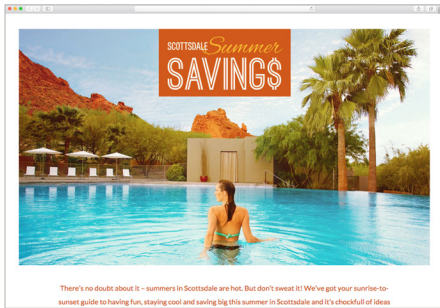 SCOTTSDALE Summer
SAVING$
There's no doubt about it – summers in Scottsdale are hot. But don't sweat it! We've got your sunrise-to-
sunset guide to having fun, staying cool and saving big this summer in Scottsdale and it's chockfull of ideas